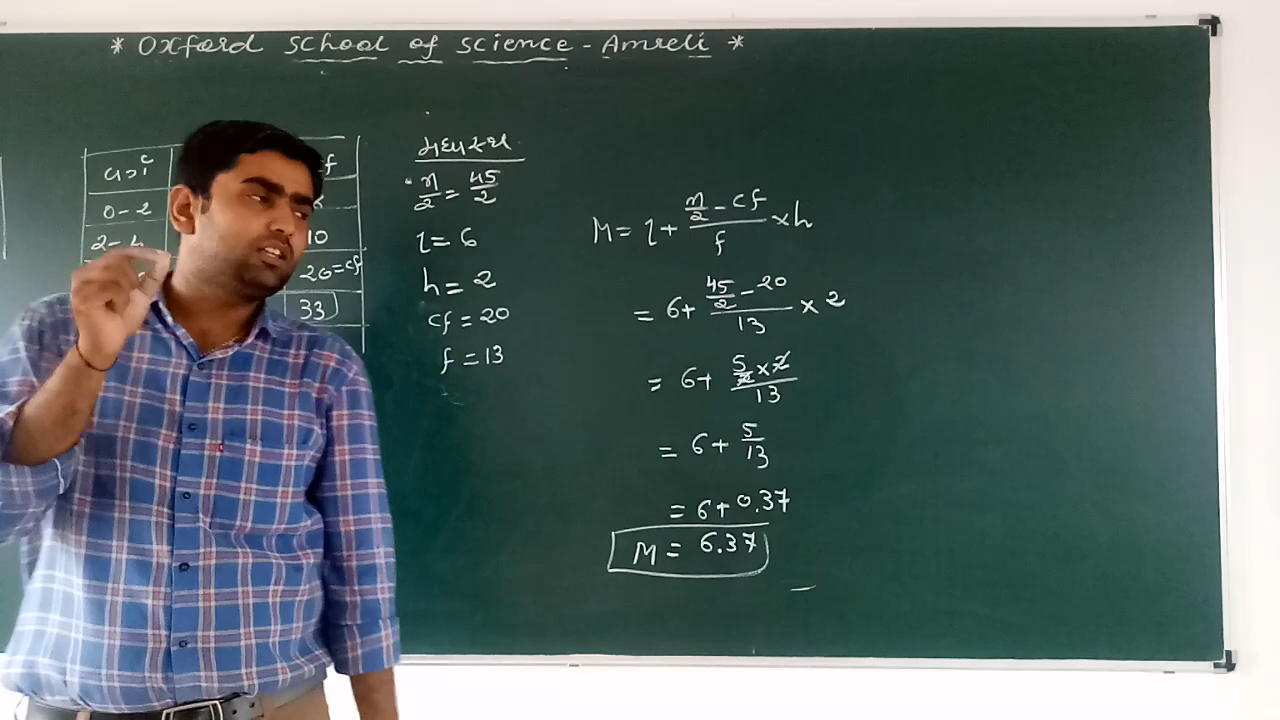 * Oxford School of Science - Amreli *
વર્ગ f
0-2
2-4 10
20=cf
33
મધ્યસ્થ
n/2 = 45/2
l = 6
h = 2
cf = 20
f = 13
M = l + (n/2 - cf)/f × h
= 6 + (45/2 - 20)/13 × 2
= 6 + (5/2 × 2)/13
= 6 + 5/13
= 6 + 0.37
M = 6.37